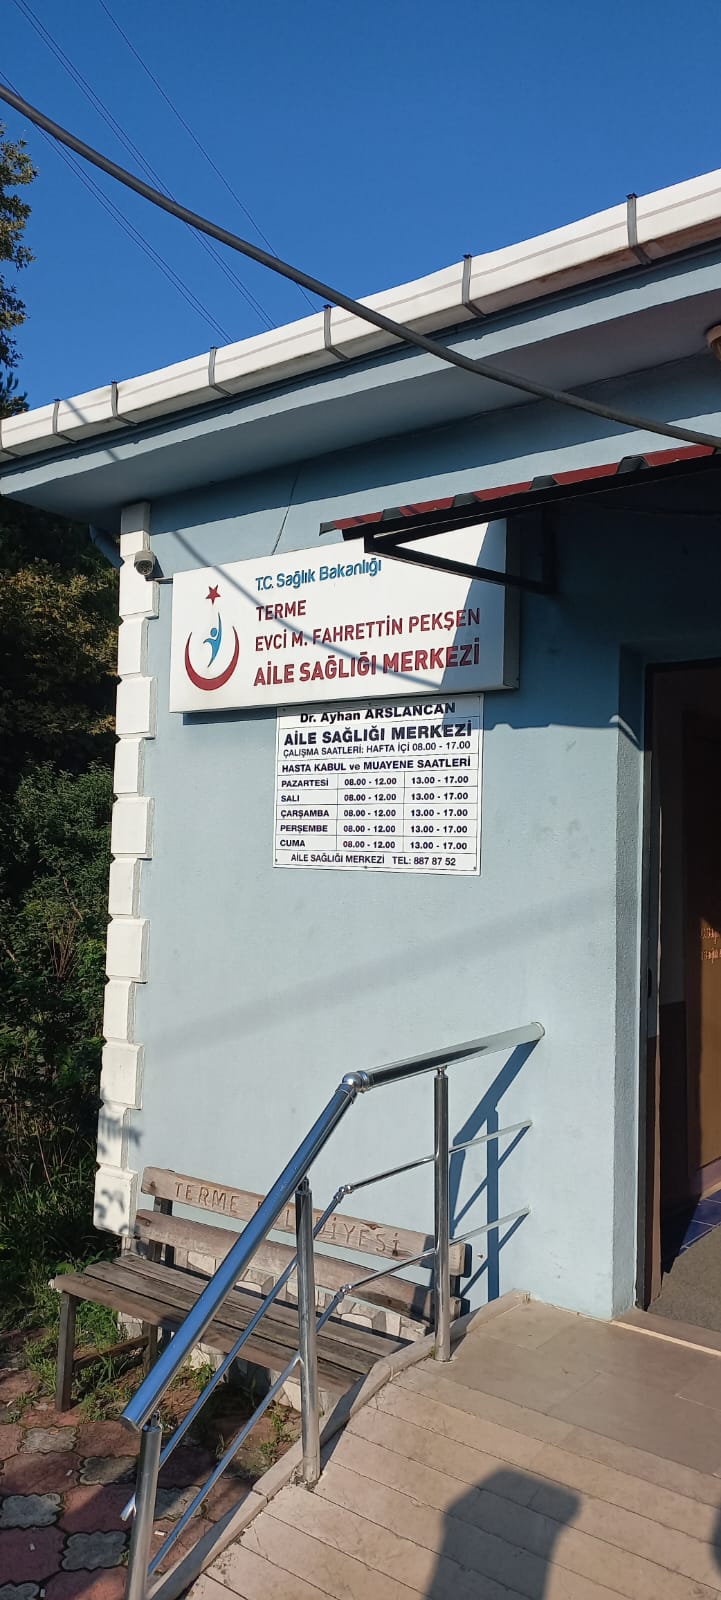 T.C. Sağlık Bakanlığı
TERME
EVCİ M. FAHRETTİN PEKŞEN
AİLE SAĞLIĞI MERKEZİ
Dr. Ayhan ARSLANCAN
AİLE SAĞLIĞI MERKEZİ
ÇALIŞMA SAATLERİ: HAFTA İÇİ 08.00 - 17.00
HASTA KABUL ve MUAYENE SAATLERİ
PAZARTESİ 08.00 - 12.00 13.00 - 17.00
SALI 08.00 - 12.00 13.00 - 17.00
ÇARŞAMBA 08.00 - 12.00 13.00 - 17.00
PERŞEMBE 08.00 - 12.00 13.00 - 17.00
CUMA 08.00 - 12.00 13.00 - 17.00
AİLE SAĞLIĞI MERKEZİ TEL: 887 87 52
TERME